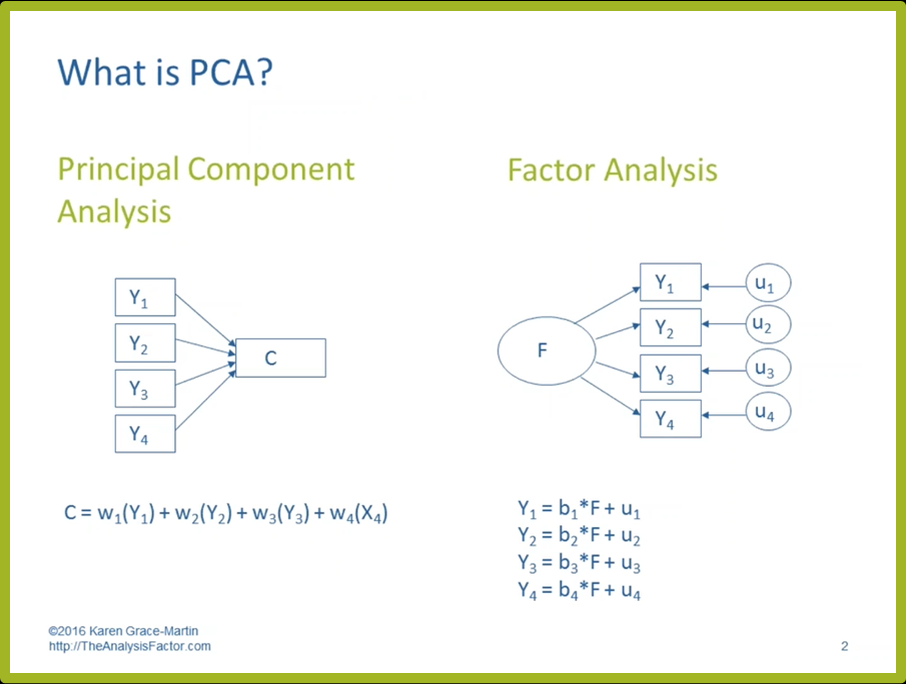 What is PCA?
Principal Component
Analysis
Y₁
Y₂
Y₃
Y₄
C
C = w₁(Y₁) + w₂(Y₂) + w₃(Y₃) + w₄(X₄)
Factor Analysis
F
Y₁
u₁
Y₂
u₂
Y₃
u₃
Y₄
u₄
Y₁ = b₁*F + u₁
Y₂ = b₂*F + u₂
Y₃ = b₃*F + u₃
Y₄ = b₄*F + u₄
©2016 Karen Grace-Martin
http://TheAnalysisFactor.com
2